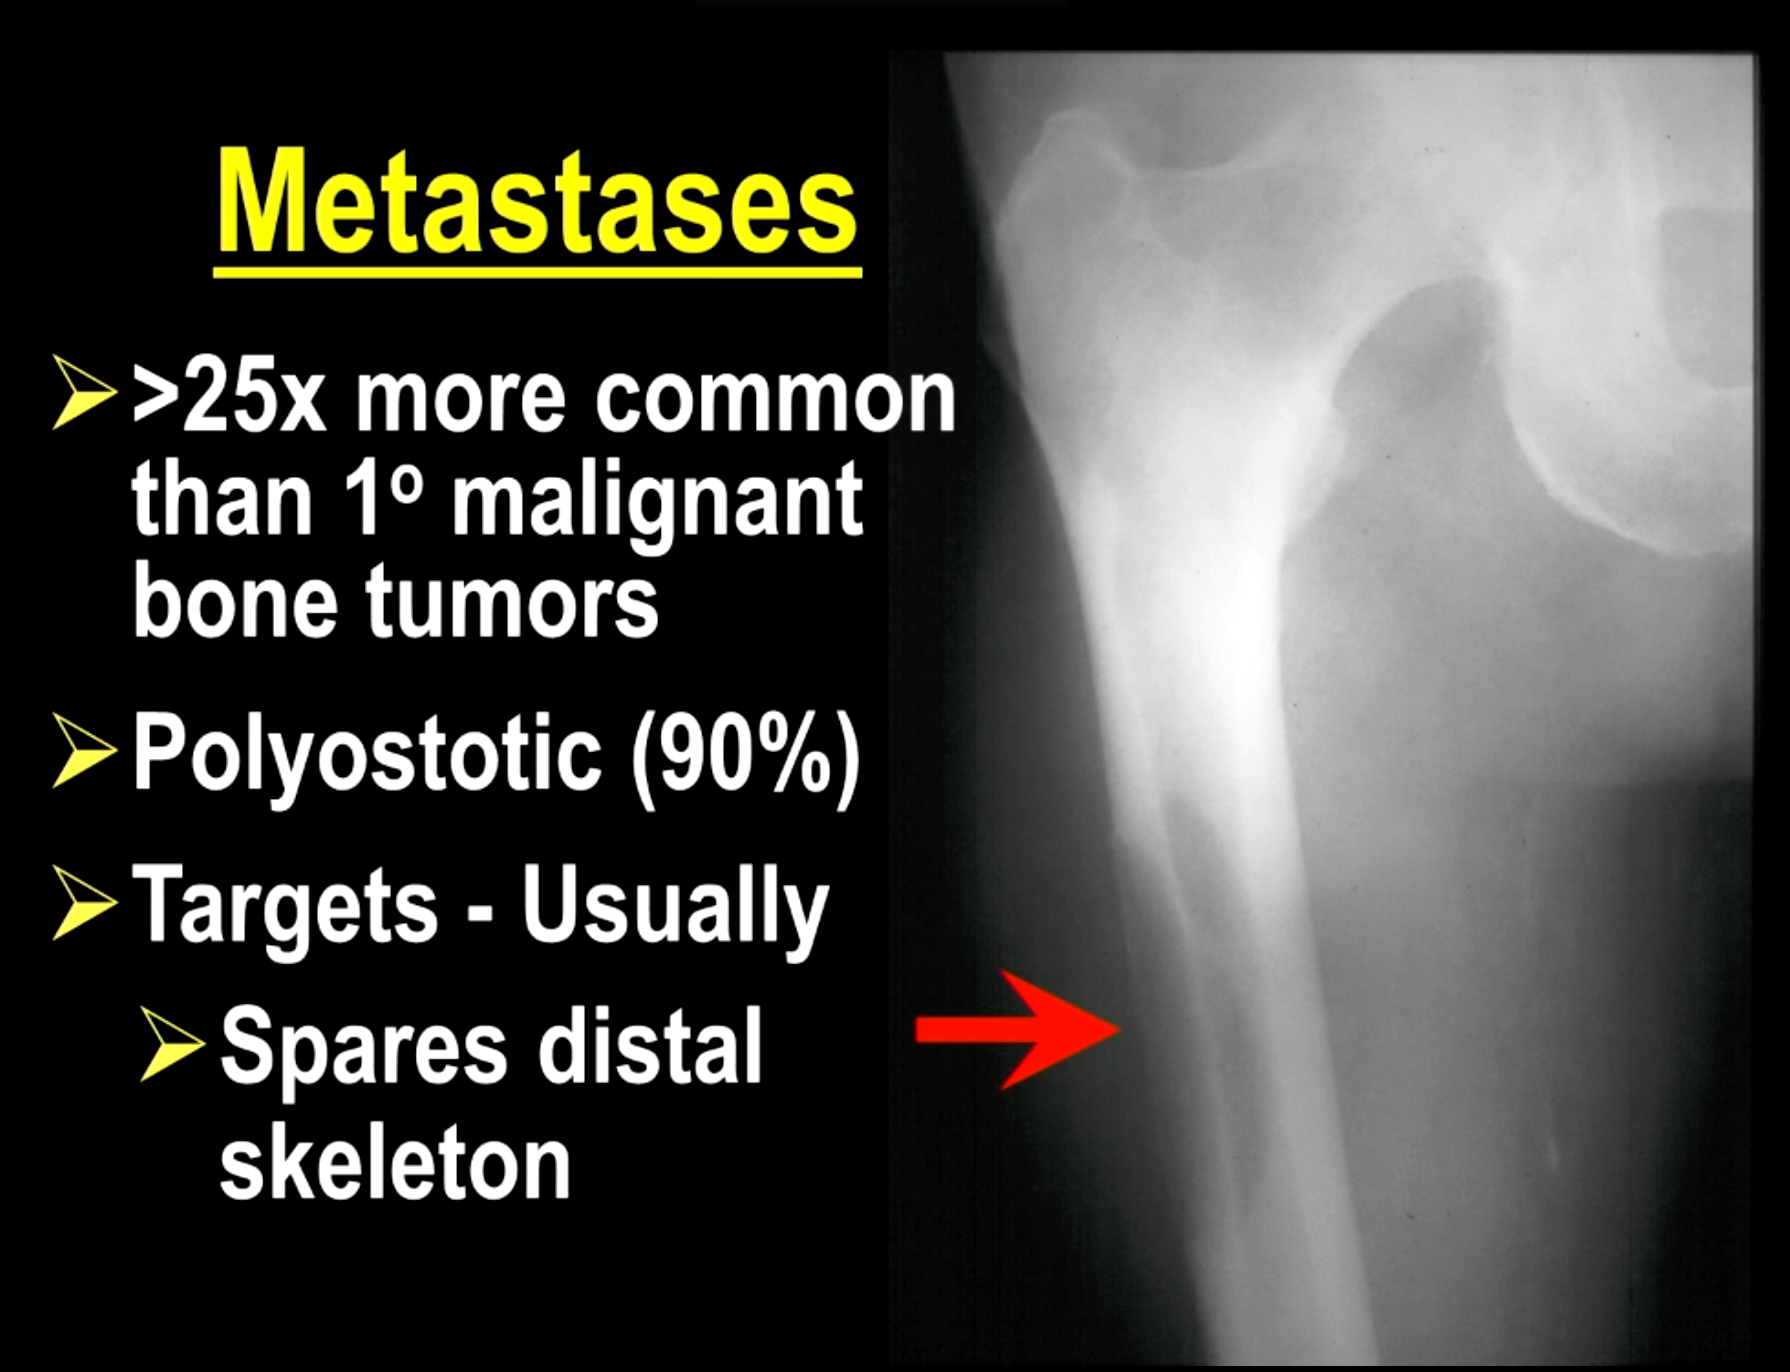 Metastases
>25x more common
than 1º malignant
bone tumors
Polyostotic (90%)
Targets - Usually
Spares distal
skeleton